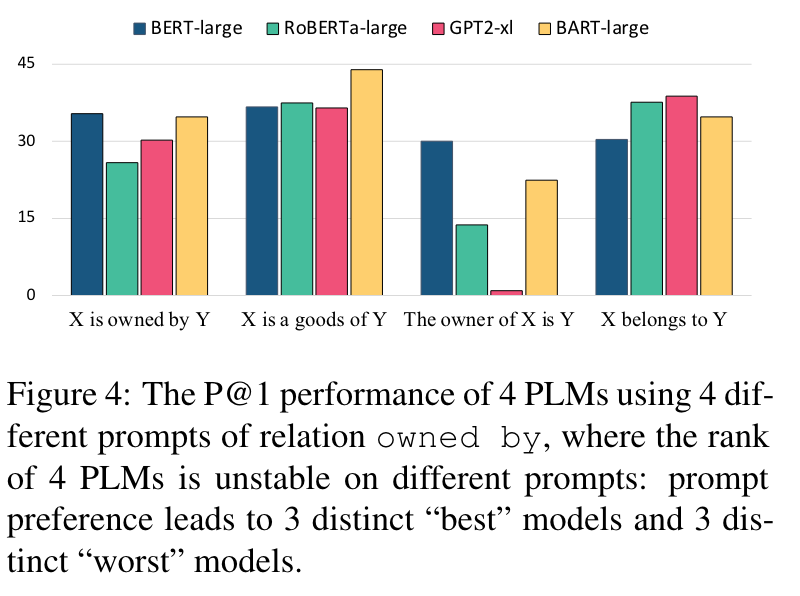 BERT-large RoBERTa-large GPT2-xl BART-large
45
30
15
0
X is owned by Y X is a goods of Y The owner of X is Y X belongs to Y
Figure 4: The P@1 performance of 4 PLMs using 4 dif-
ferent prompts of relation owned by, where the rank
of 4 PLMs is unstable on different prompts: prompt
preference leads to 3 distinct “best” models and 3 dis-
tinct “worst” models.